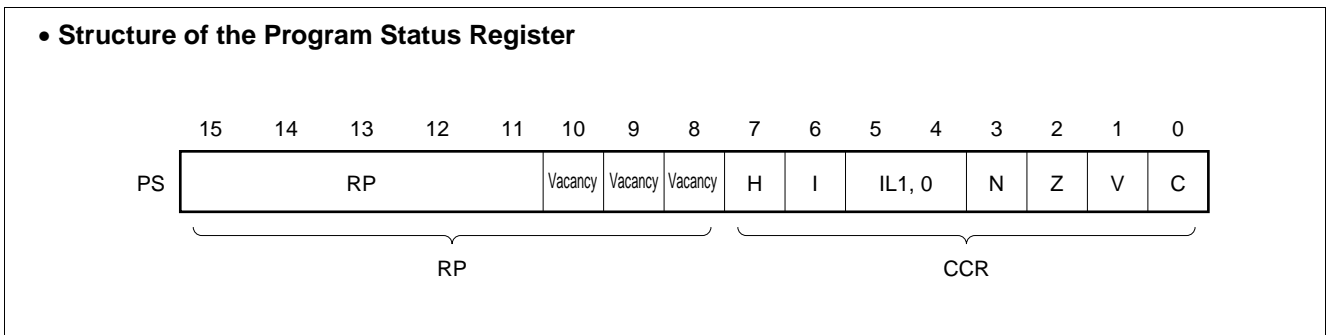 • Structure of the Program Status Register
15 14 13 12 11 10 9 8 7 6 5 4 3 2 1 0
PS RP Vacancy Vacancy Vacancy H I IL1, 0 N Z V C
RP CCR